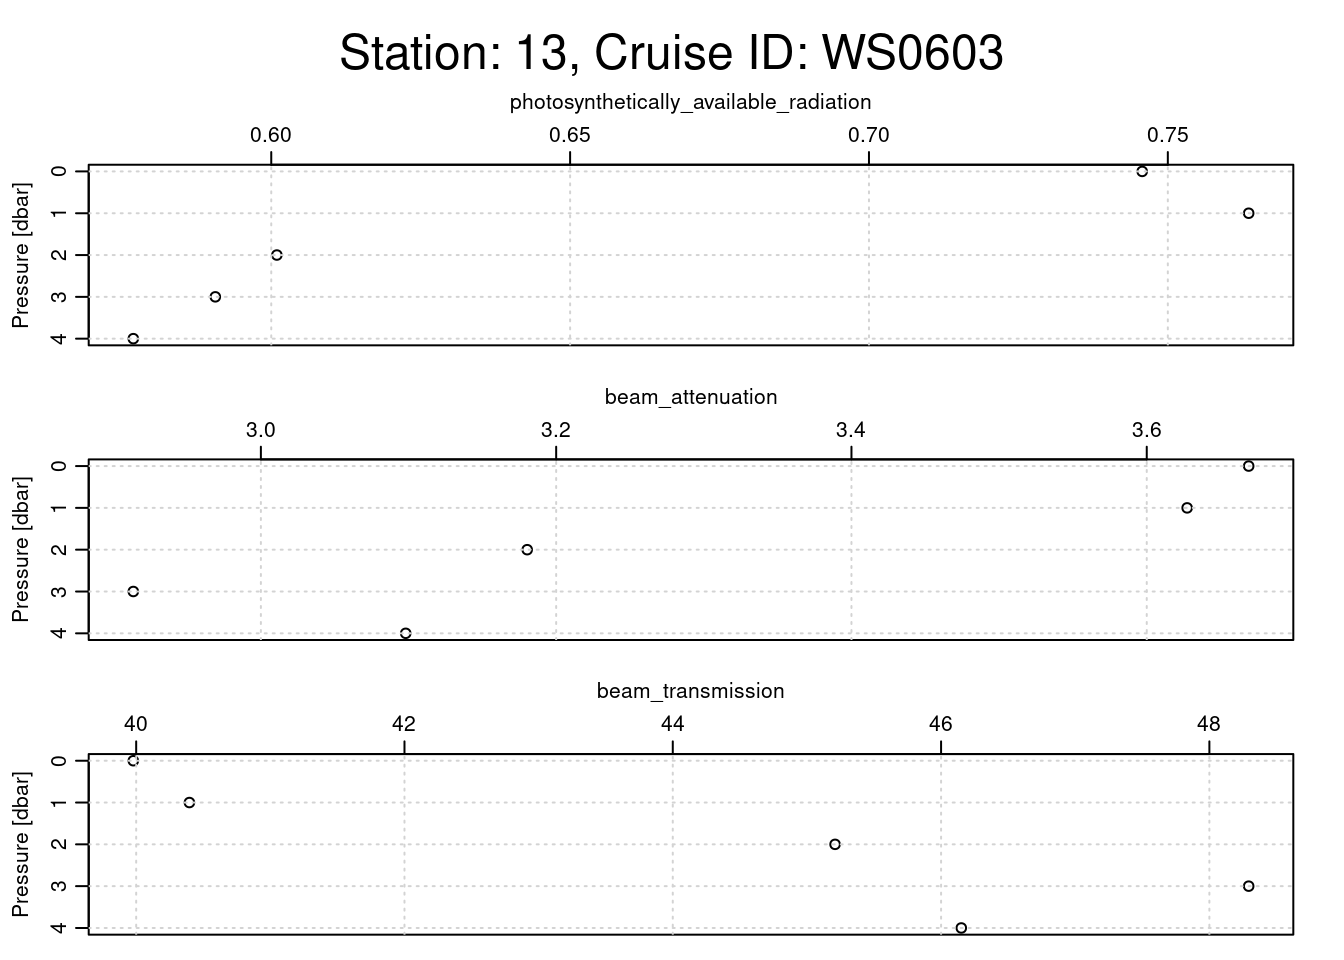 Station: 13, Cruise ID: WS0603
photosynthetically_available_radiation
0.60 0.65 0.70 0.75
Pressure [dbar]
0
1
2
3
4
beam_attenuation
3.0 3.2 3.4 3.6
Pressure [dbar]
0
1
2
3
4
beam_transmission
40 42 44 46 48
Pressure [dbar]
0
1
2
3
4